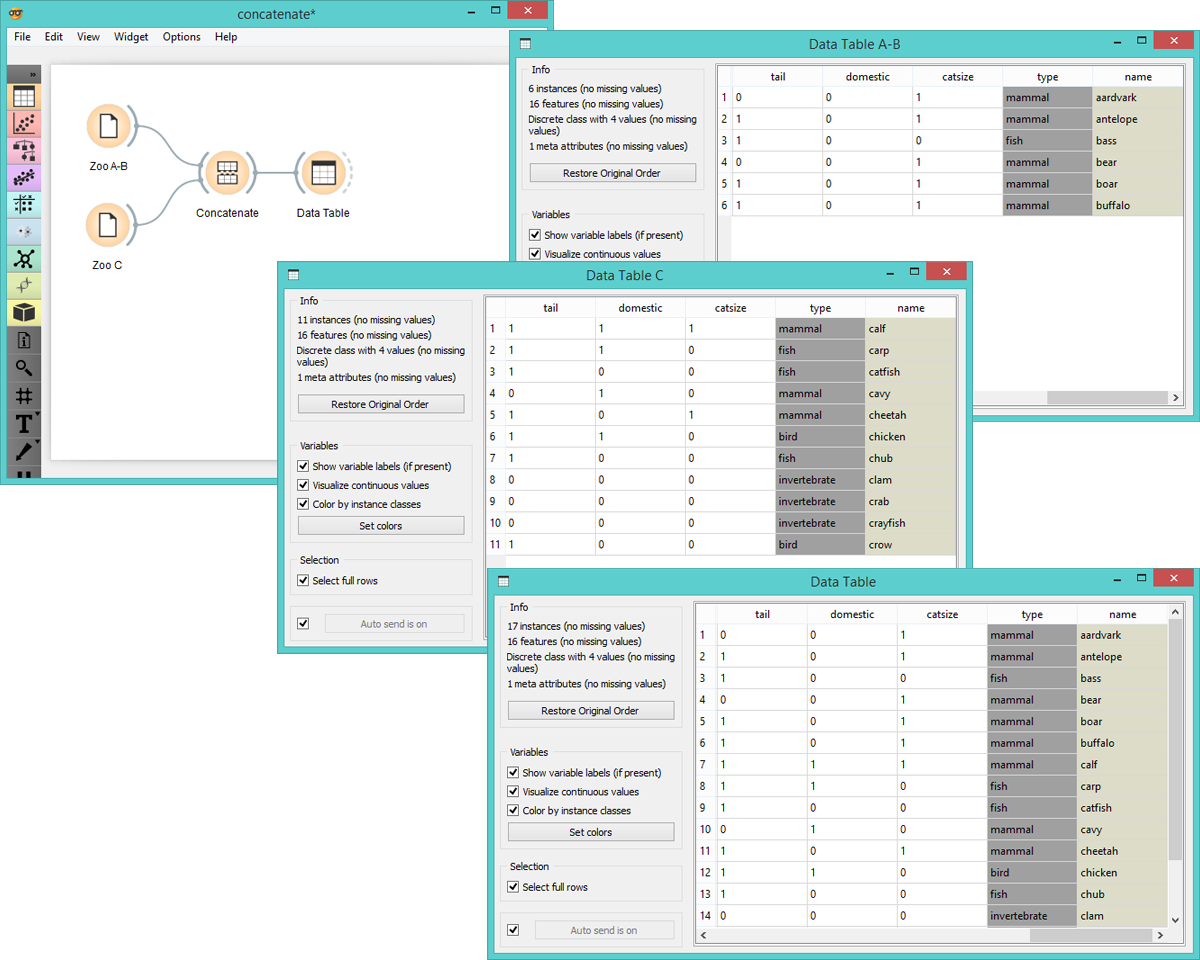 concatenate*
File Edit View Widget Options Help
»
Zoo A-B
Zoo C
Concatenate
Data Table
Data Table A-B
Info
6 instances (no missing values)
16 features (no missing values)
Discrete class with 4 values (no missing
values)
1 meta attributes (no missing values)
Restore Original Order
Variables
Show variable labels (if present)
Visualize continuous values
tail domestic catsize type name
1 0 0 1 mammal aardvark
2 1 0 1 mammal antelope
3 1 0 0 fish bass
4 0 0 1 mammal bear
5 1 0 1 mammal boar
6 1 0 1 mammal buffalo
Data Table C
Info
11 instances (no missing values)
16 features (no missing values)
Discrete class with 4 values (no missing
values)
1 meta attributes (no missing values)
Restore Original Order
Variables
Show variable labels (if present)
Visualize continuous values
Color by instance classes
Set colors
Selection
Select full rows
Auto send is on
tail domestic catsize type name
1 1 1 1 mammal calf
2 1 1 0 fish carp
3 1 0 0 fish catfish
4 0 1 0 mammal cavy
5 1 0 1 mammal cheetah
6 1 1 0 bird chicken
7 1 0 0 fish chub
8 0 0 0 invertebrate clam
9 0 0 0 invertebrate crab
10 0 0 0 invertebrate crayfish
11 1 0 0 bird crow
Data Table
Info
17 instances (no missing values)
16 features (no missing values)
Discrete class with 4 values (no missing
values)
1 meta attributes (no missing values)
Restore Original Order
Variables
Show variable labels (if present)
Visualize continuous values
Color by instance classes
Set colors
Selection
Select full rows
Auto send is on
tail domestic catsize type name
1 0 0 1 mammal aardvark
2 1 0 1 mammal antelope
3 1 0 0 fish bass
4 0 0 1 mammal bear
5 1 0 1 mammal boar
6 1 0 1 mammal buffalo
7 1 1 1 mammal calf
8 1 1 0 fish carp
9 1 0 0 fish catfish
10 0 1 0 mammal cavy
11 1 0 1 mammal cheetah
12 1 1 0 bird chicken
13 1 0 0 fish chub
14 0 0 0 invertebrate clam